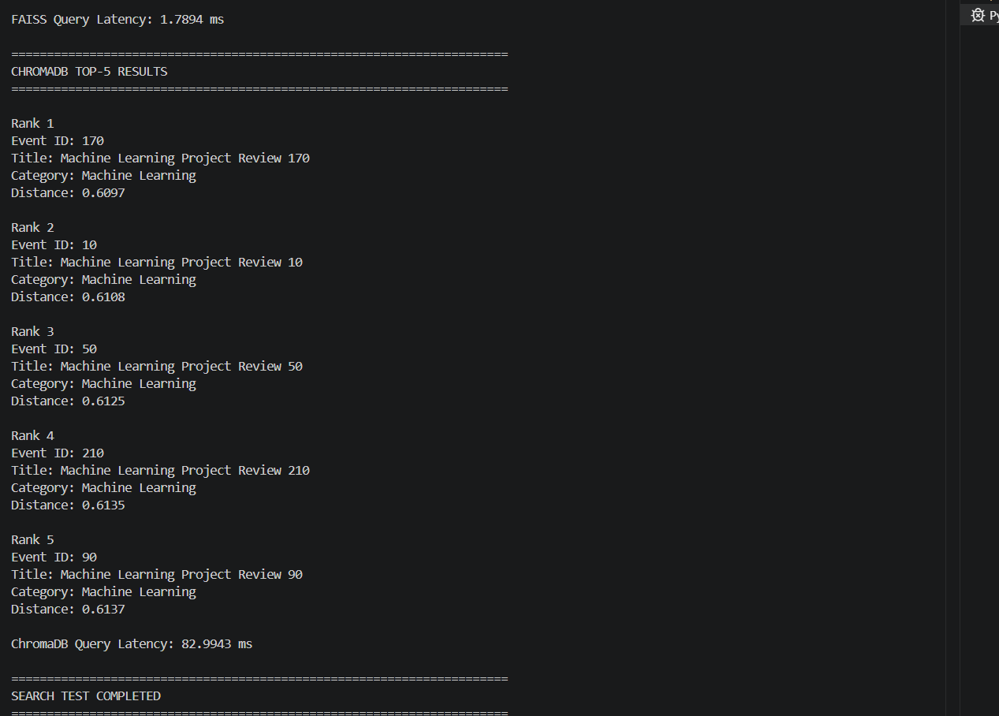 FAISS Query Latency: 1.7894 ms
Py
======================================================================
CHROMADB TOP-5 RESULTS
======================================================================
Rank 1
Event ID: 170
Title: Machine Learning Project Review 170
Category: Machine Learning
Distance: 0.6097
Rank 2
Event ID: 10
Title: Machine Learning Project Review 10
Category: Machine Learning
Distance: 0.6108
Rank 3
Event ID: 50
Title: Machine Learning Project Review 50
Category: Machine Learning
Distance: 0.6125
Rank 4
Event ID: 210
Title: Machine Learning Project Review 210
Category: Machine Learning
Distance: 0.6135
Rank 5
Event ID: 90
Title: Machine Learning Project Review 90
Category: Machine Learning
Distance: 0.6137
ChromaDB Query Latency: 82.9943 ms
======================================================================
SEARCH TEST COMPLETED
======================================================================